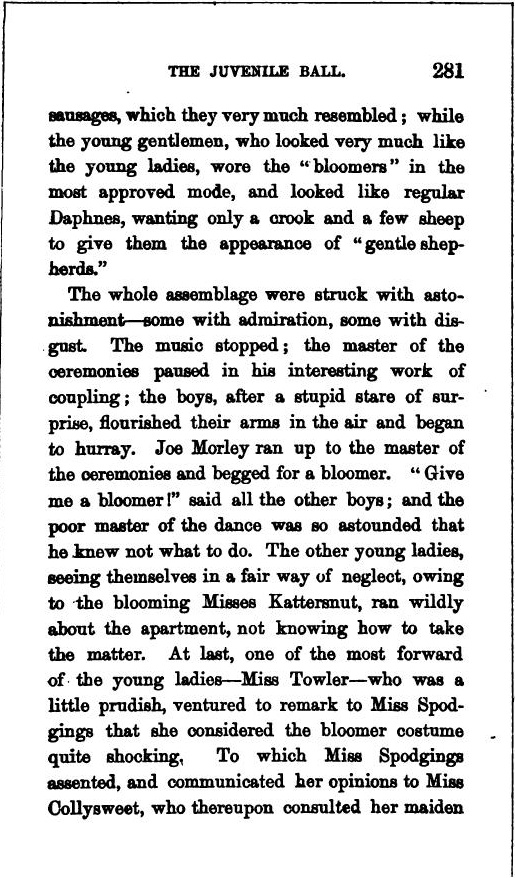 THE JUVENILE BALL. 281
sausages, which they very much resembled; while
the young gentlemen, who looked very much like
the young ladies, wore the "bloomers" in the
most approved mode, and looked like regular
Daphnes, wanting only a crook and a few sheep
to give them the appearance of "gentle shep-
herds."
The whole assemblage were struck with asto-
nishment—some with admiration, some with dis-
gust. The music stopped; the master of the
ceremonies paused in his interesting work of
coupling; the boys, after a stupid stare of sur-
prise, flourished their arms in the air and began
to hurray. Joe Morley ran up to the master of
the ceremonies and begged for a bloomer. "Give
me a bloomer!" said all the other boys; and the
poor master of the dance was so astounded that
he knew not what to do. The other young ladies,
seeing themselves in a fair way of neglect, owing
to the blooming Misses Kattersnut, ran wildly
about the apartment, not knowing how to take
the matter. At last, one of the most forward
of the young ladies—Miss Towler—who was a
little prudish, ventured to remark to Miss Spod-
gings that she considered the bloomer costume
quite shocking, To which Miss Spodgings
assented, and communicated her opinions to Miss
Collysweet, who thereupon consulted her maiden